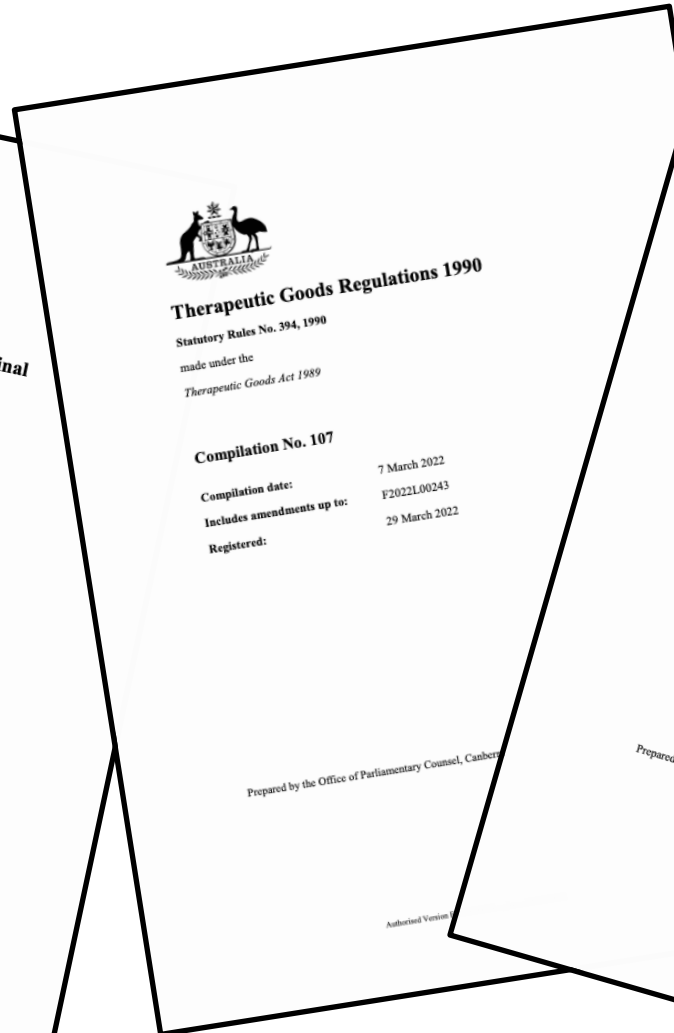 inal
AUSTRALIA
Therapeutic Goods Regulations 1990
Statutory Rules No. 394, 1990
made under the
Therapeutic Goods Act 1989
Compilation No. 107
Compilation date: 7 March 2022
Includes amendments up to: F2022L00243
Registered: 29 March 2022
Prepared by the Office of Parliamentary Counsel, Canberr
Authorised Version
Prepared